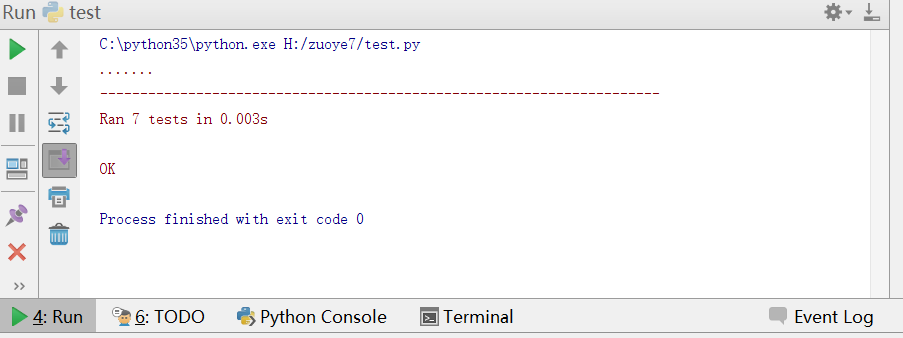 Run test
C:\python35\python.exe H:/zuoye7/test.py
.......
----------------------------------------------------------------------
Ran 7 tests in 0.003s
OK
Process finished with exit code 0
>>
4: Run 6: TODO Python Console Terminal Event Log